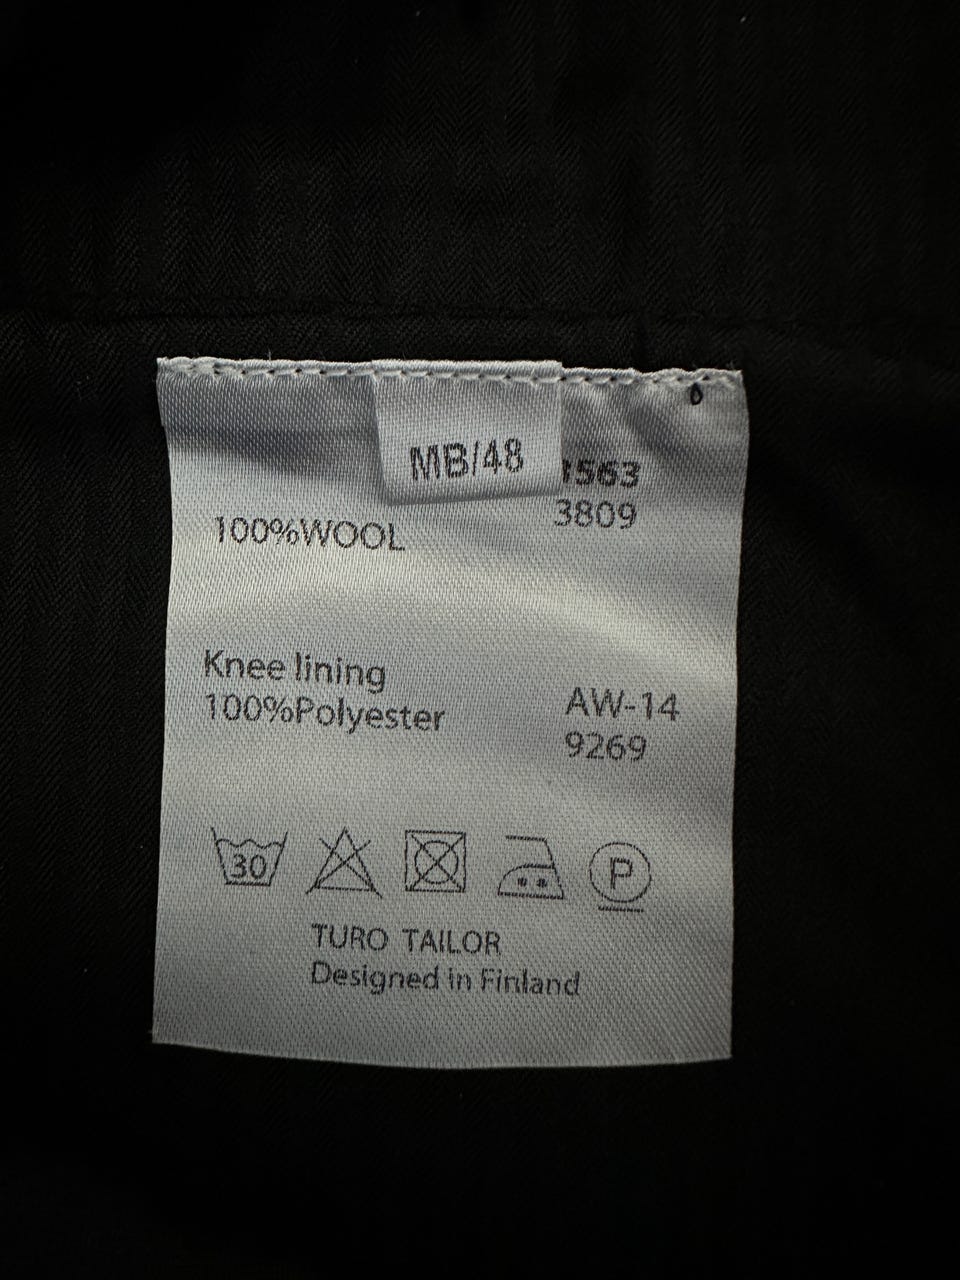 MB/48
1563
3809
100%WOOL
Knee lining
100%Polyester
AW-14
9269
30
P
TURO TAILOR
Designed in Finland